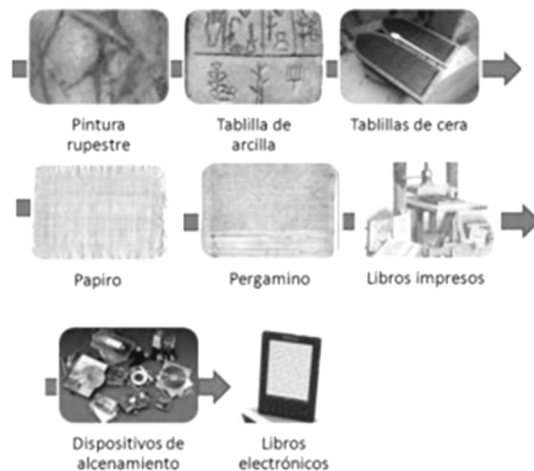 Pintura
rupestre
Tablilla de
arcilla
Tablillas de cera
Papiro
Pergamino
Libros impresos
Dispositivos de
alcenamiento
Libros
electrónicos